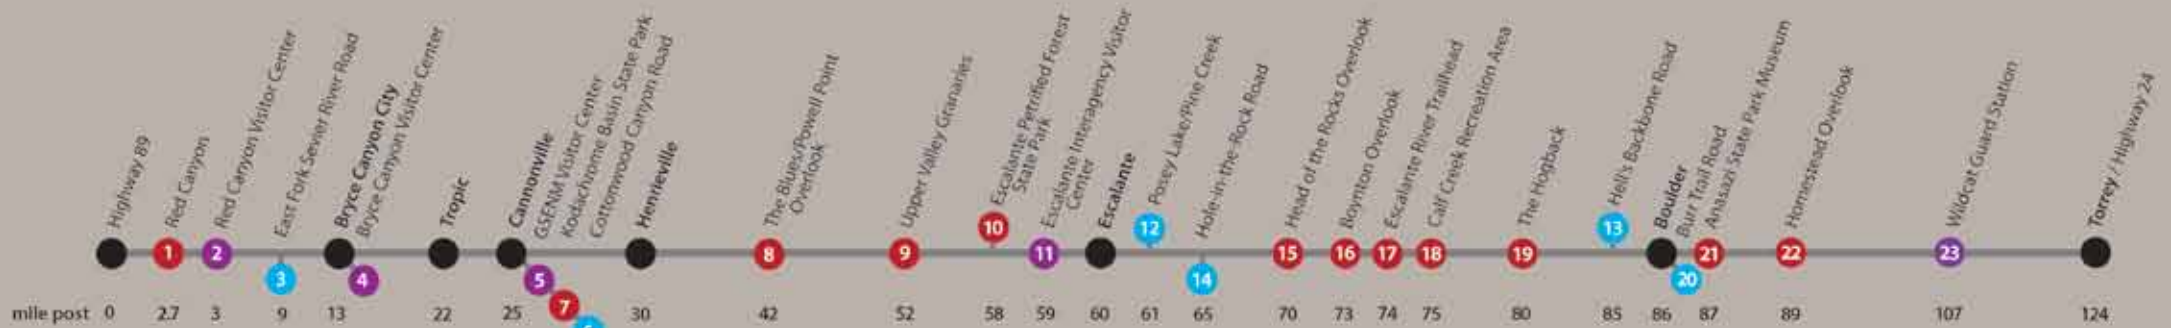 Highway 89
Red Canyon
Red Canyon Visitor Center
East Fork Sevier River Road
Bryce Canyon City
Bryce Canyon Visitor Center
Tropic
Cannonville
GSENM Visitor Center
Kodachrome Basin State Park
Cottonwood Canyon Road
Henrieville
The Blues/Powell Point
Overlook
Upper Valley Granaries
Escalante Petrified Forest
State Park
Escalante Interagency Visitor
Center
Escalante
Posey Lake/Pine Creek
Hole-in-the-Rock Road
Head of the Rocks Overlook
Boynton Overlook
Escalante River Trailhead
Calf Creek Recreation Area
The Hogback
Hell's Backbone Road
Boulder
Burr Trail Road
Anasazi State Park Museum
Homestead Overlook
Wildcat Guard Station
Torrey / Highway 24
10 12 13
1 2 8 9 11 15 16 17 18 19 21 22 23
3 4 5 14 20
7
mile post 0 2.7 3 9 13 22 25 30 42 52 58 59 60 61 65 70 73 74 75 80 85 86 87 89 107 124